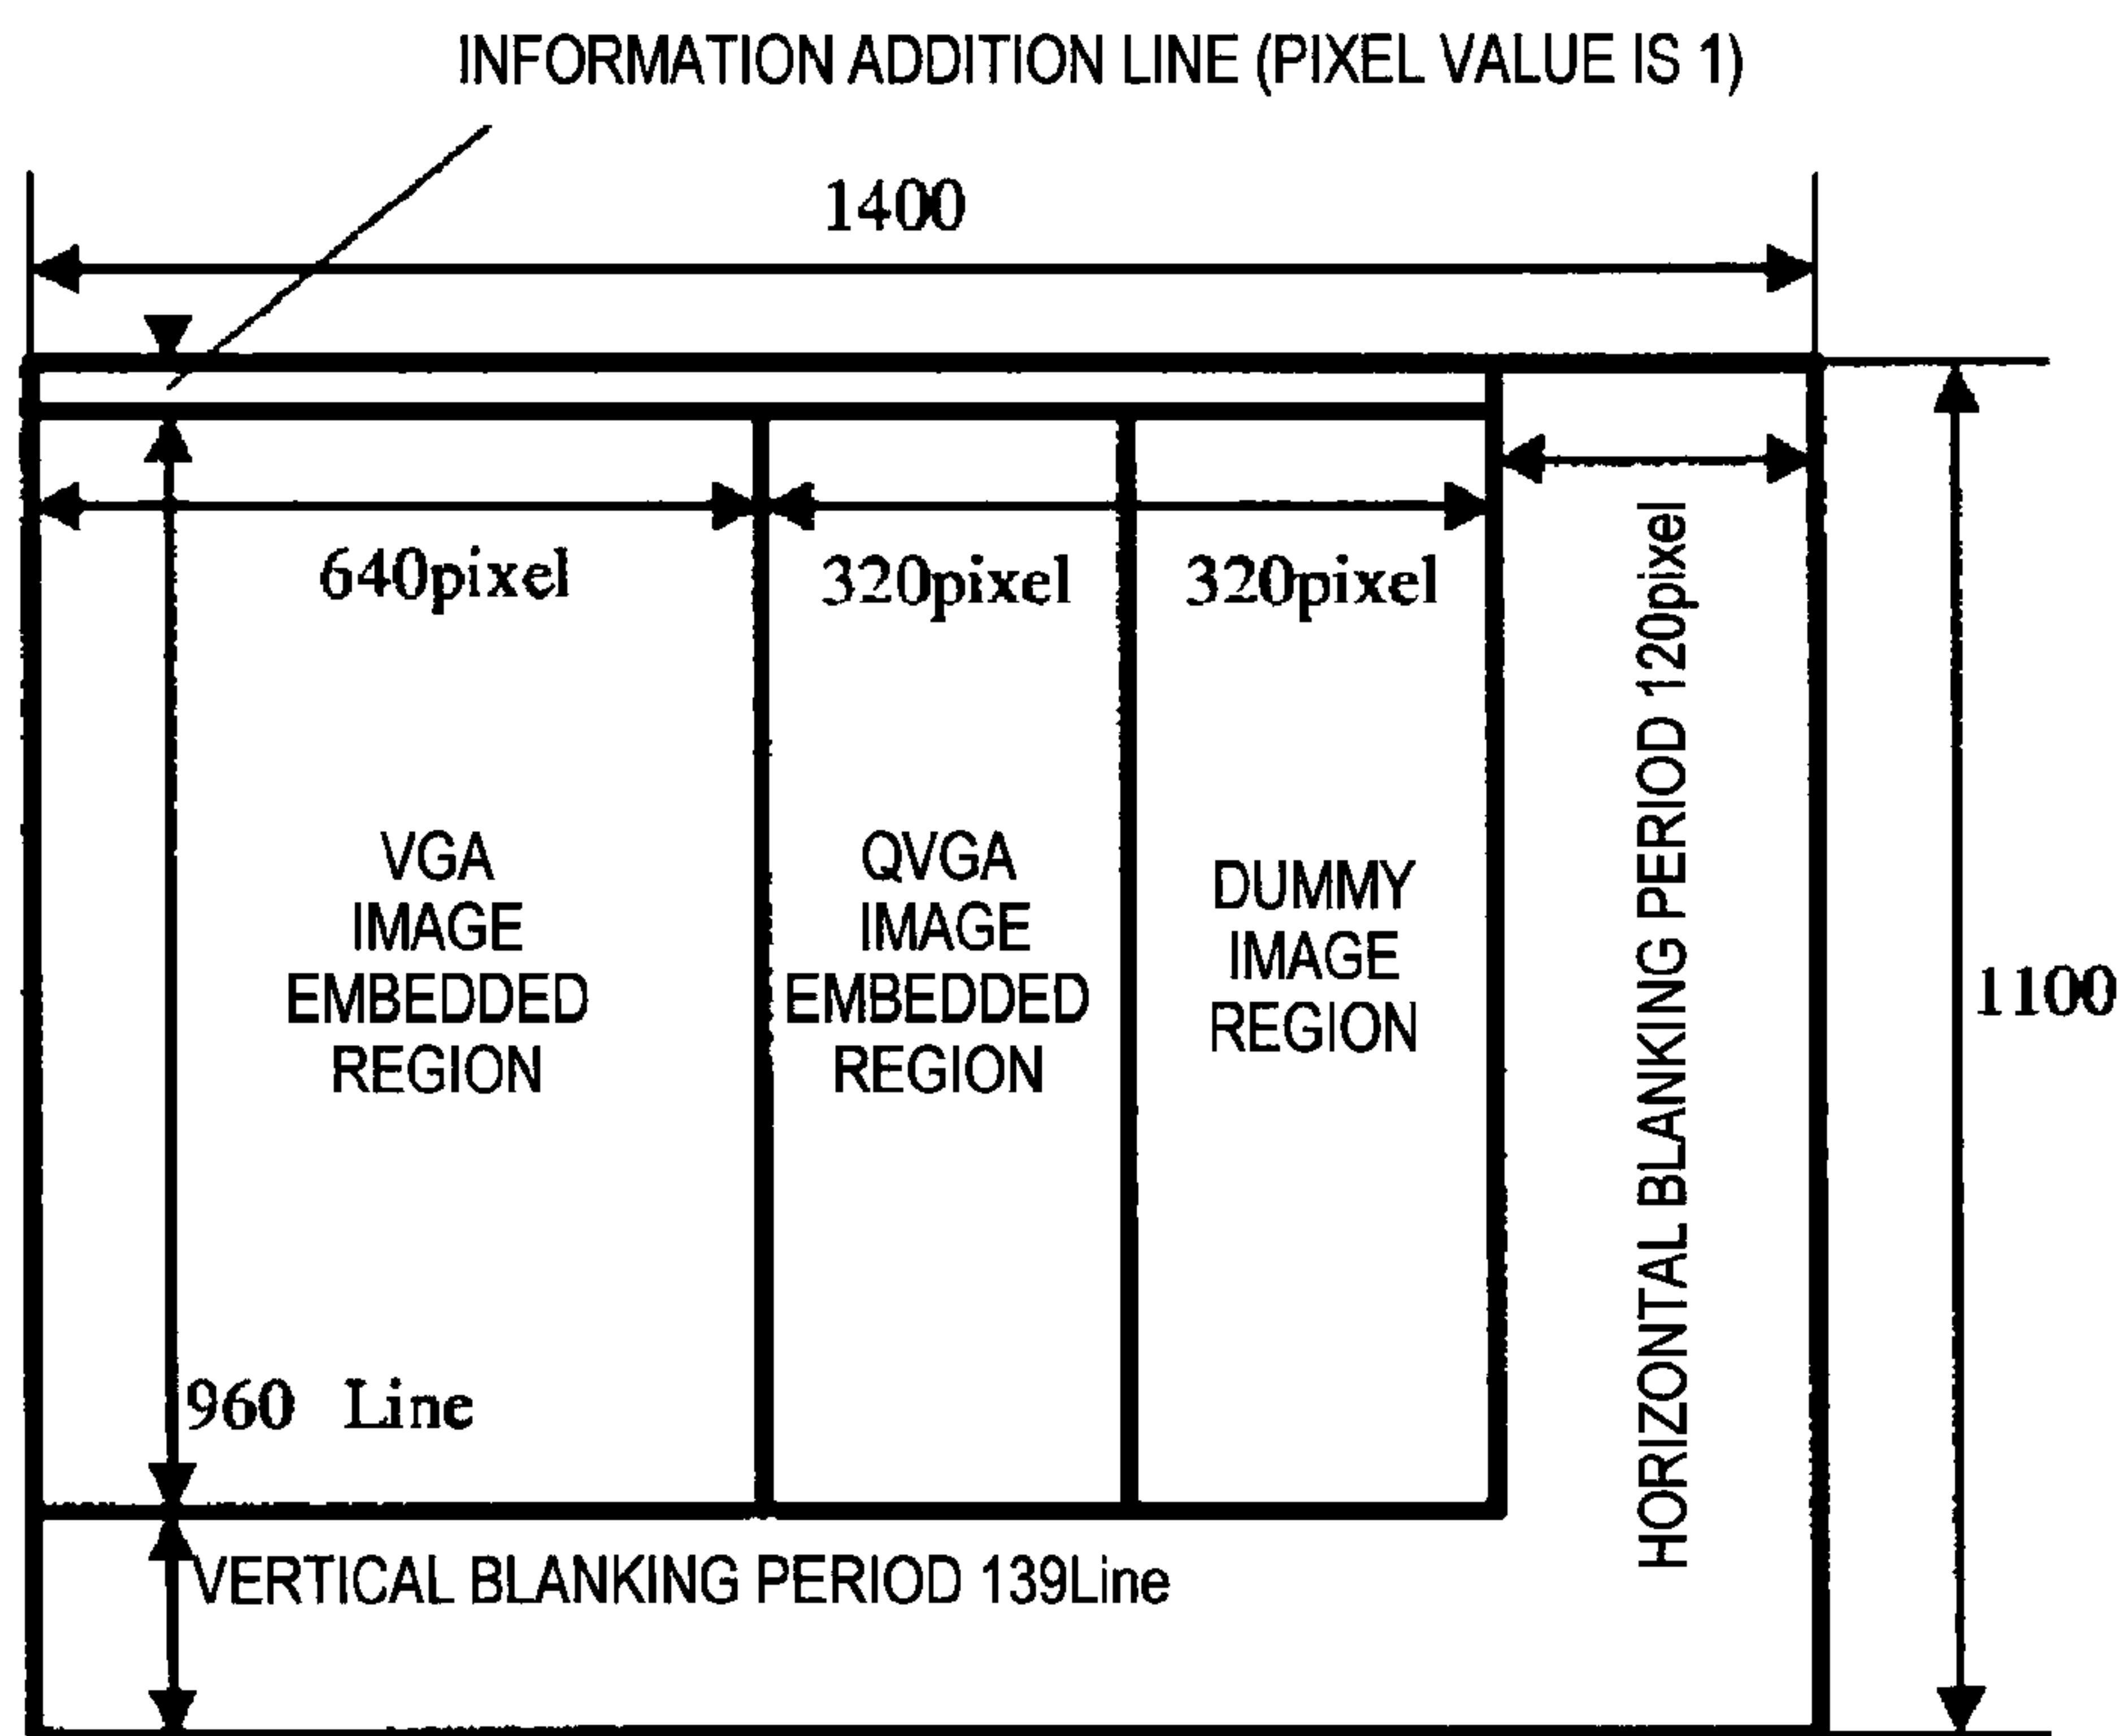 INFORMATION ADDITION LINE (PIXEL VALUE IS 1)
1400
640pixel
320pixel
320pixel
HORIZONTAL BLANKING PERIOD 120pixel
VGA
IMAGE
EMBEDDED
REGION
QVGA
IMAGE
EMBEDDED
REGION
DUMMY
IMAGE
REGION
1100
960 Line
VERTICAL BLANKING PERIOD 139Line